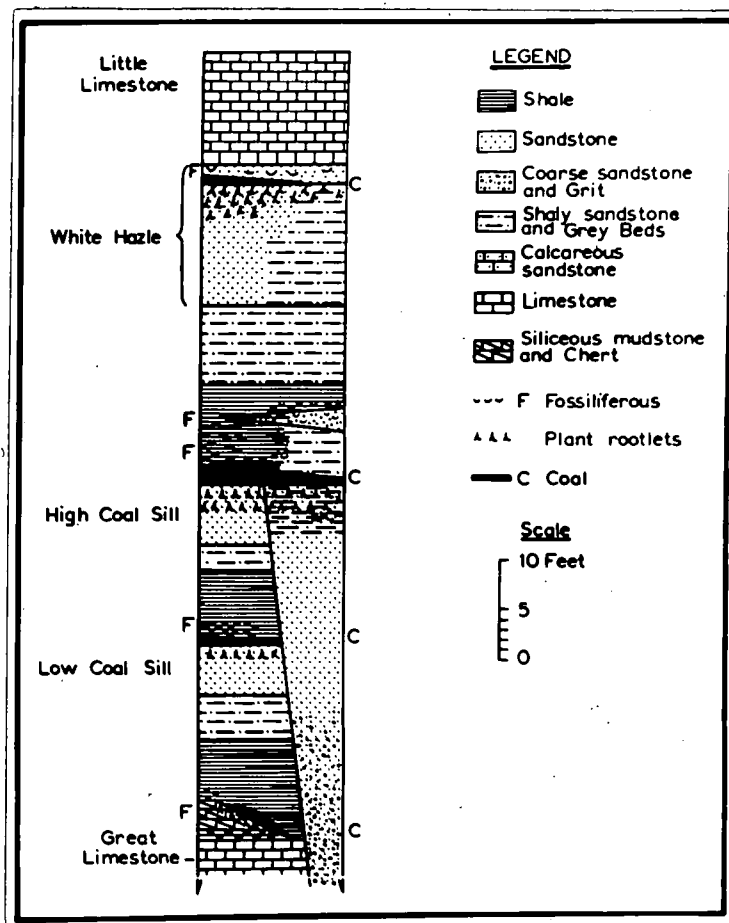 Little
Limestone
F
C
White Hazle
F
F
C
High Coal Sill
F
C
Low Coal Sill
F
C
Great
Limestone
LEGEND
Shale
Sandstone
Coarse sandstone
and Grit
Shaly sandstone
and Grey Beds
Calcareous
sandstone
Limestone
Siliceous mudstone
and Chert
F Fossiliferous
Plant rootlets
C Coal
Scale
10 Feet
5
0